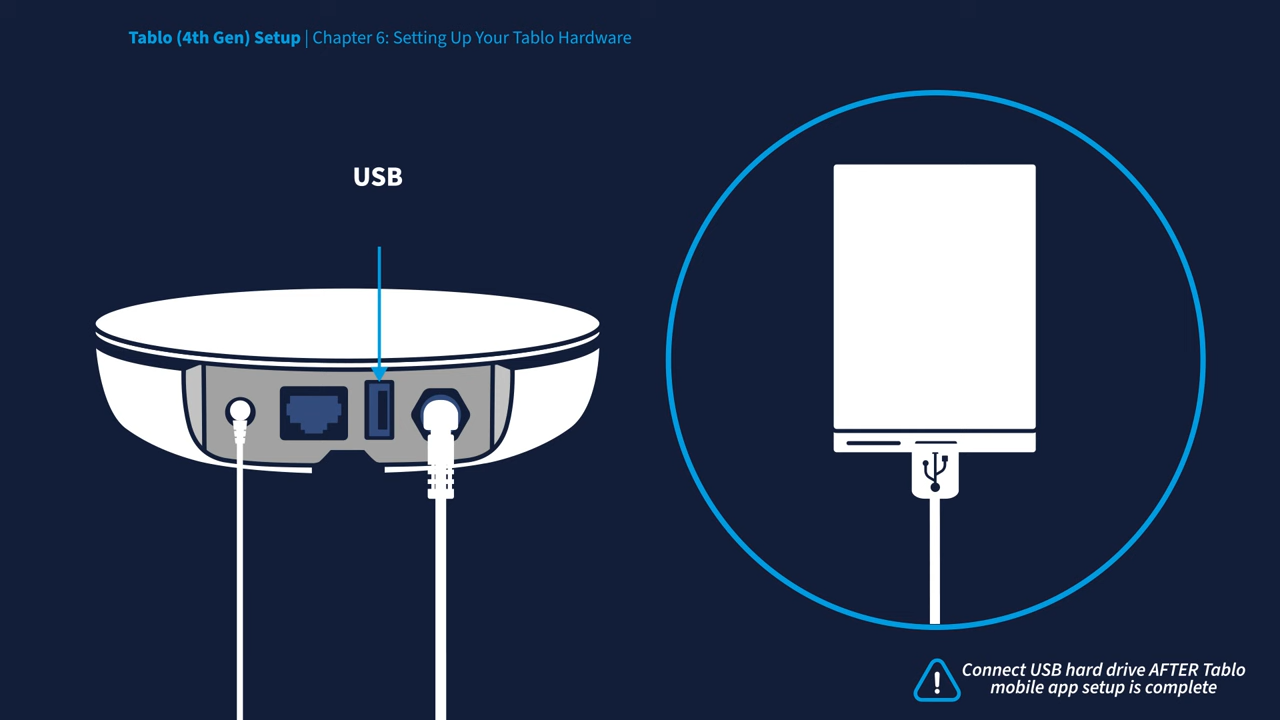 Tablo (4th Gen) Setup | Chapter 6: Setting Up Your Tablo Hardware
USB
Connect USB hard drive AFTER Tablo
mobile app setup is complete